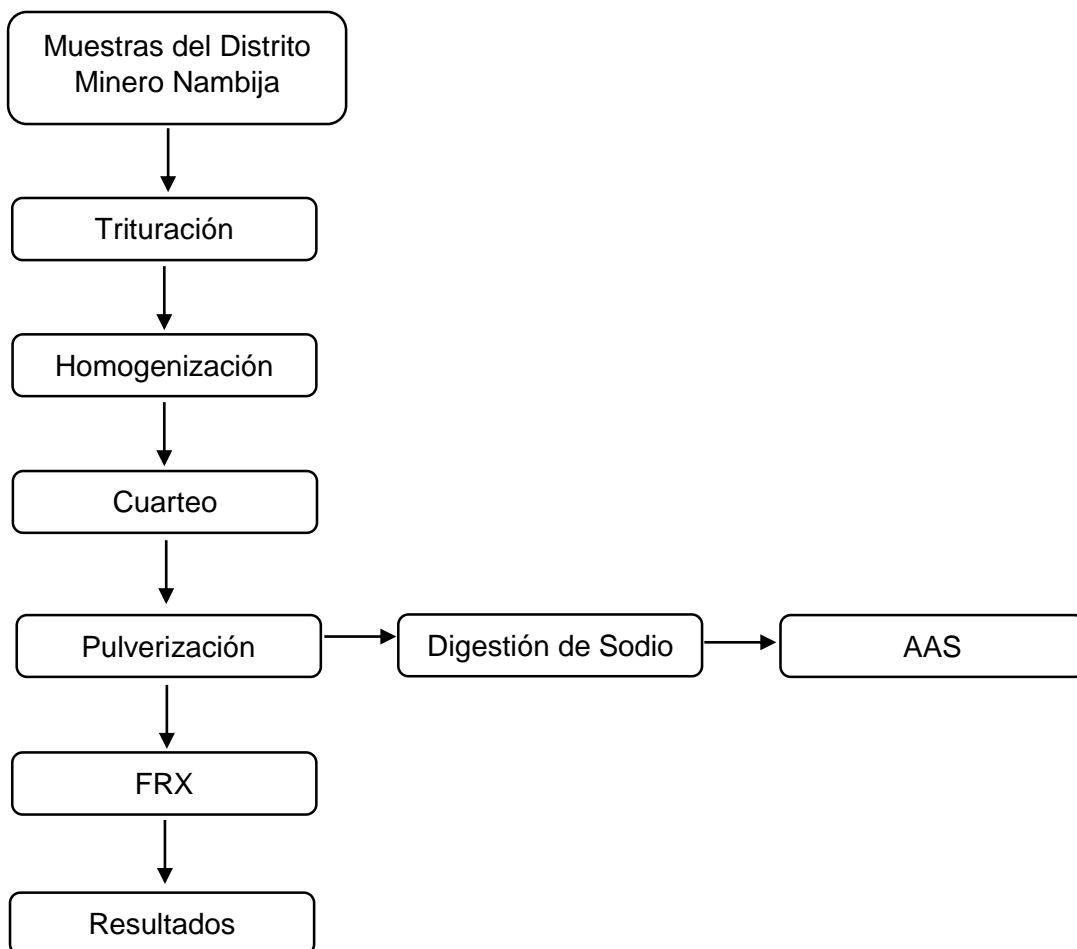 Muestras del Distrito
Minero Nambija
Trituración
Homogenización
Cuarteo
Pulverización
Digestión de Sodio
AAS
FRX
Resultados